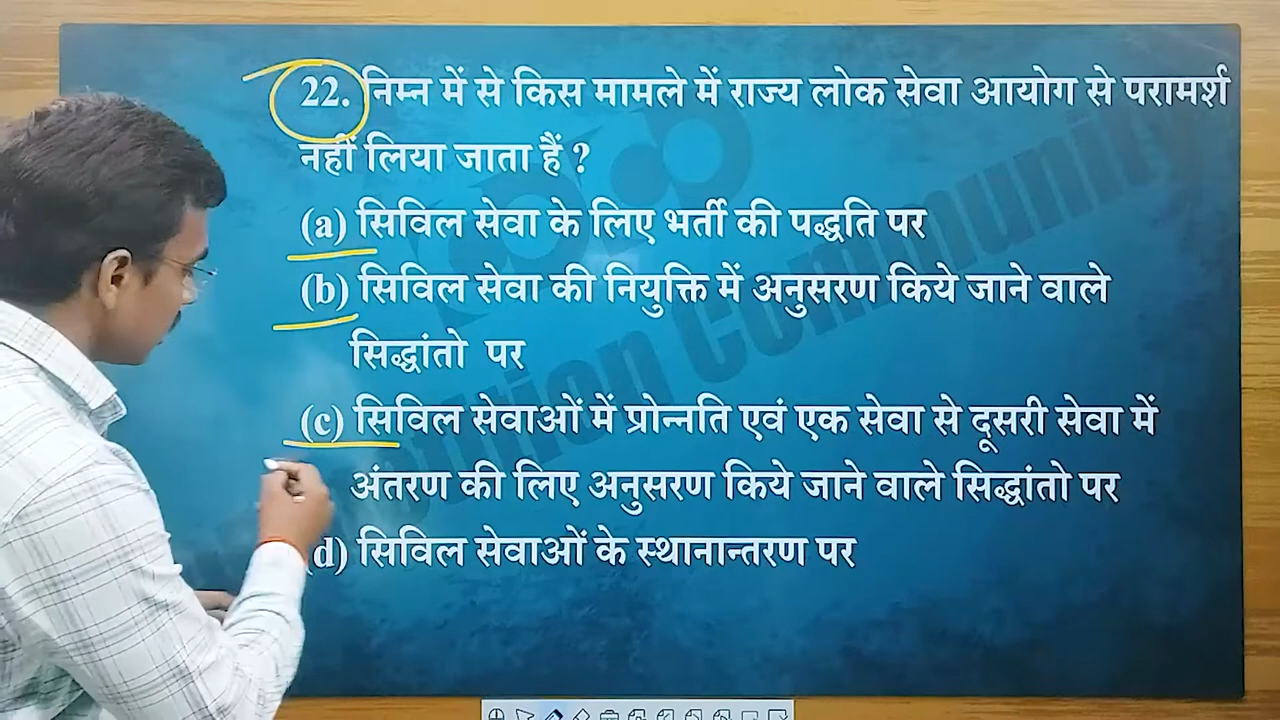 22. निम्न में से किस मामले में राज्य लोक सेवा आयोग से परामर्श
नहीं लिया जाता हैं ?
(a) सिविल सेवा के लिए भर्ती की पद्धति पर
(b) सिविल सेवा की नियुक्ति में अनुसरण किये जाने वाले
सिद्धांतो पर
(c) सिविल सेवाओं में प्रोन्नति एवं एक सेवा से दूसरी सेवा में
अंतरण की लिए अनुसरण किये जाने वाले सिद्धांतो पर
(d) सिविल सेवाओं के स्थानान्तरण पर
Community